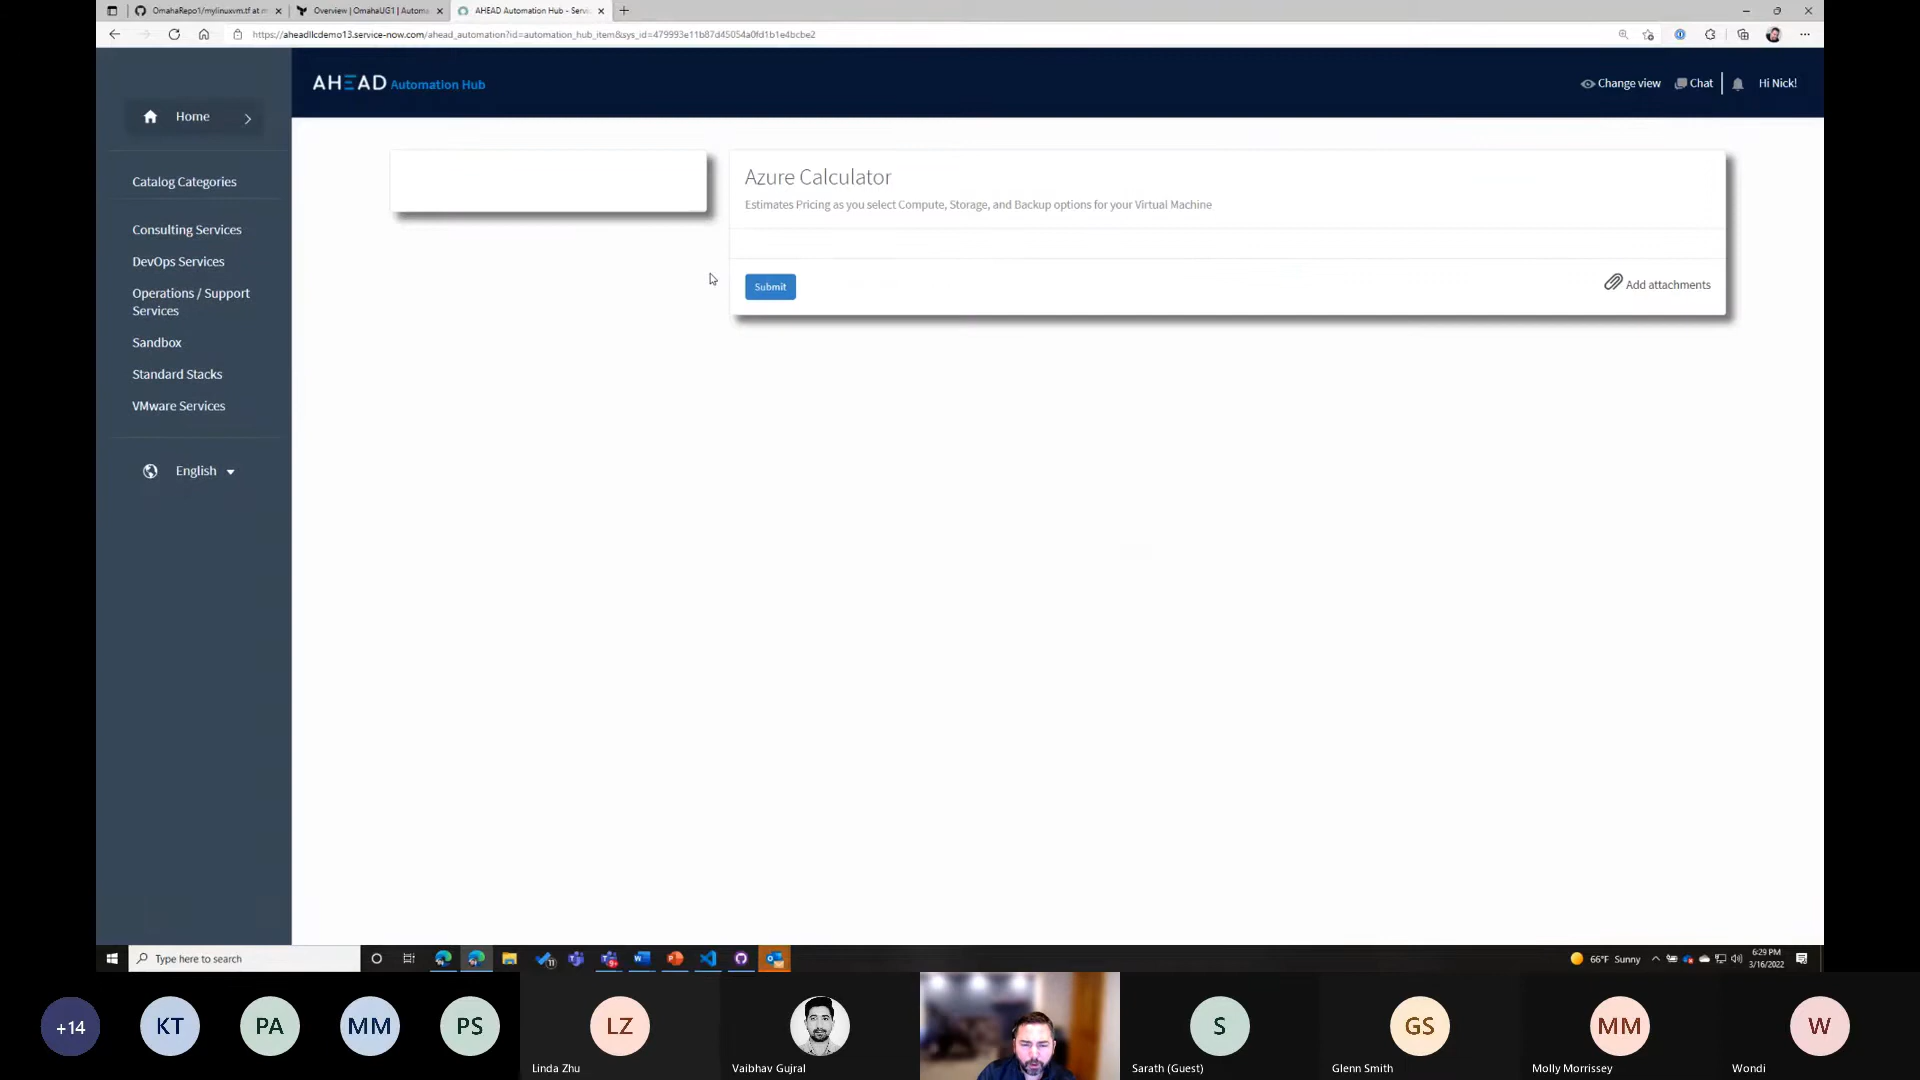 OmahaRepo1/mylinuxvm.tf at m
Overview | OmahaUG1 | Automa
AHEAD Automation Hub - Servi
https://aheadllcdemo13.service-now.com/ahead_automation?id=automation_hub_item&sys_id=479993e11b87d45054a0fd1b1e4bcbe2
AHEAD Automation Hub
Change view
Chat
Hi Nick!
Home
Catalog Categories
Consulting Services
DevOps Services
Operations / Support
Services
Sandbox
Standard Stacks
VMware Services
English
Azure Calculator
Estimates Pricing as you select Compute, Storage, and Backup options for your Virtual Machine
Submit
Add attachments
Type here to search
66°F Sunny
6:29 PM
3/16/2022
+14
KT
PA
MM
PS
LZ
Linda Zhu
Vaibhav Gujral
S
Sarath (Guest)
GS
Glenn Smith
MM
Molly Morrissey
W
Wondi